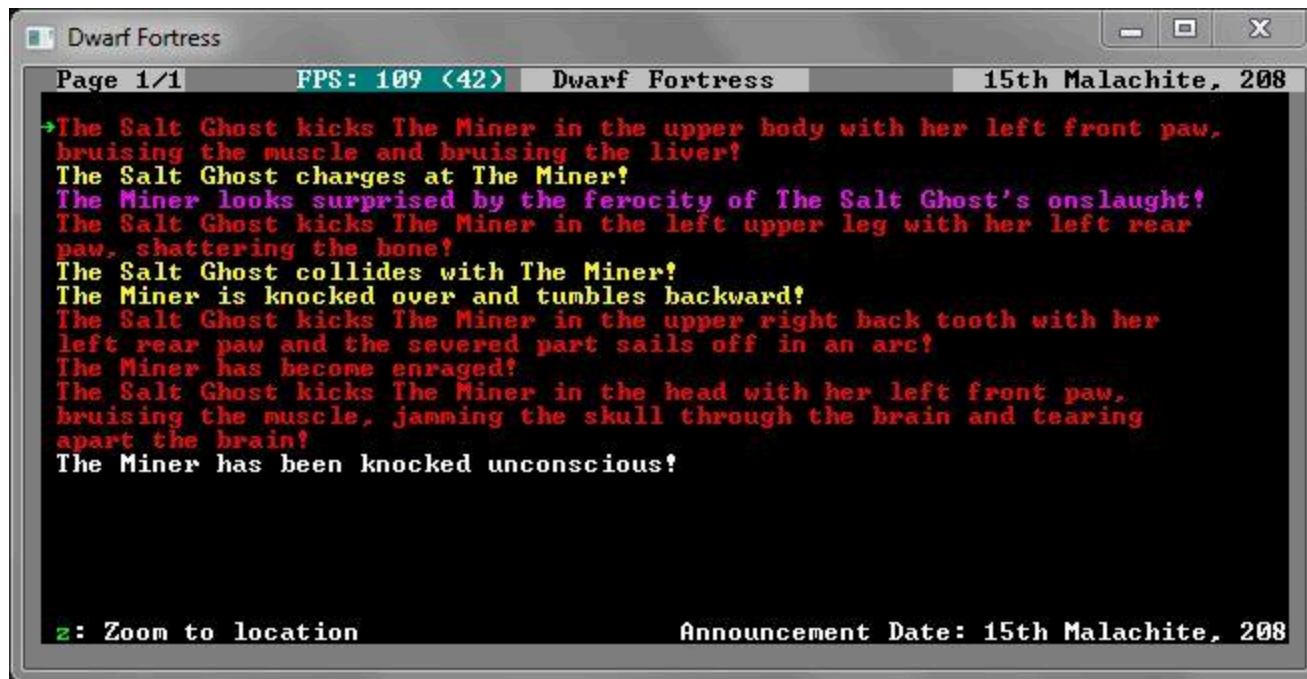 Dwarf Fortress
Page 1/1 FPS: 109 (42) Dwarf Fortress 15th Malachite, 208
→The Salt Ghost kicks The Miner in the upper body with her left front paw,
bruising the muscle and bruising the liver!
The Salt Ghost charges at The Miner!
The Miner looks surprised by the ferocity of The Salt Ghost's onslaught!
The Salt Ghost kicks The Miner in the left upper leg with her left rear
paw, shattering the bone!
The Salt Ghost collides with The Miner!
The Miner is knocked over and tumbles backward!
The Salt Ghost kicks The Miner in the upper right back tooth with her
left rear paw and the severed part sails off in an arc!
The Miner has become enraged!
The Salt Ghost kicks The Miner in the head with her left front paw,
bruising the muscle, jamming the skull through the brain and tearing
apart the brain!
The Miner has been knocked unconscious!
z: Zoom to location Announcement Date: 15th Malachite, 208